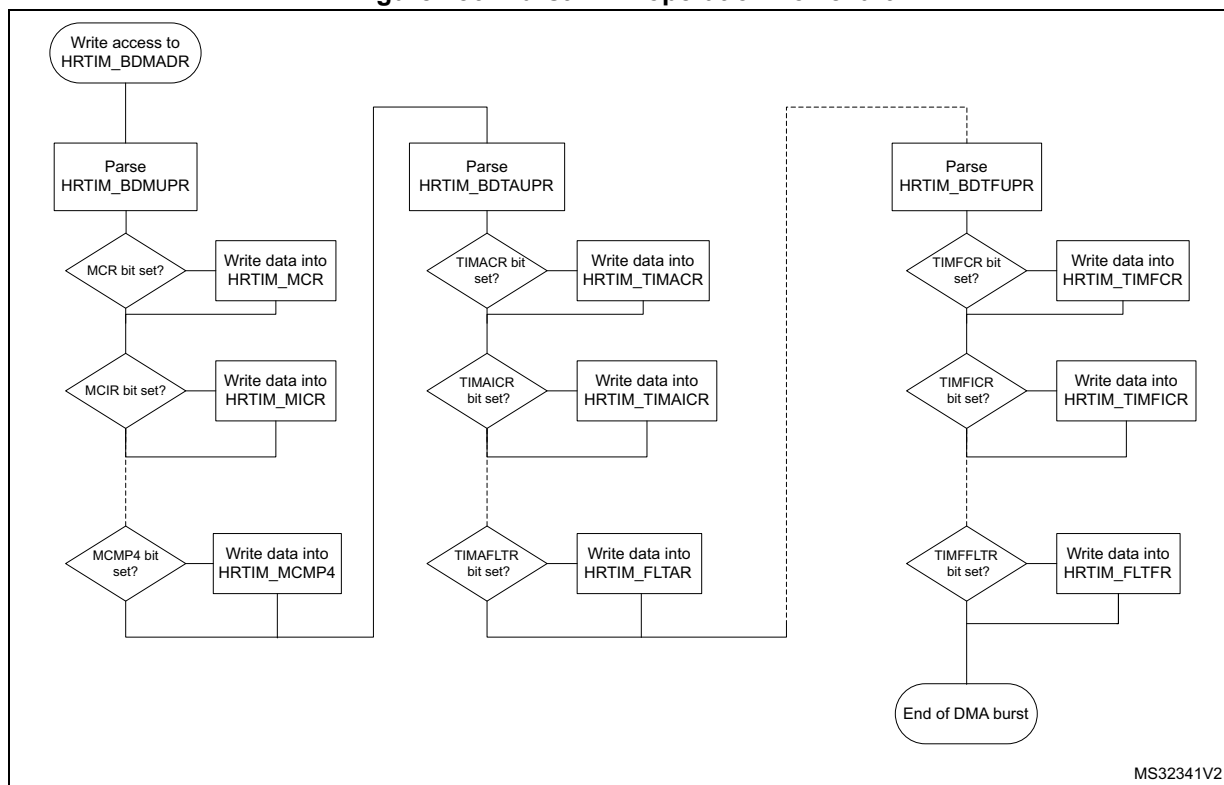 Write access to
HRTIM_BDMADR
Parse
HRTIM_BDMUPR
MCR bit set?
Write data into
HRTIM_MCR
MCIR bit set?
Write data into
HRTIM_MICR
MCMP4 bit
set?
Write data into
HRTIM_MCMP4
Parse
HRTIM_BDTAUPR
TIMACR bit
set?
Write data into
HRTIM_TIMACR
TIMAICR
bit set?
Write data into
HRTIM_TIMAICR
TIMAFLTR
bit set?
Write data into
HRTIM_FLTAR
Parse
HRTIM_BDTFUPR
TIMFCR bit
set?
Write data into
HRTIM_TIMFCR
TIMFICR
bit set?
Write data into
HRTIM_TIMFICR
TIMFFLTR
bit set?
Write data into
HRTIM_FLTFR
End of DMA burst
MS32341V2